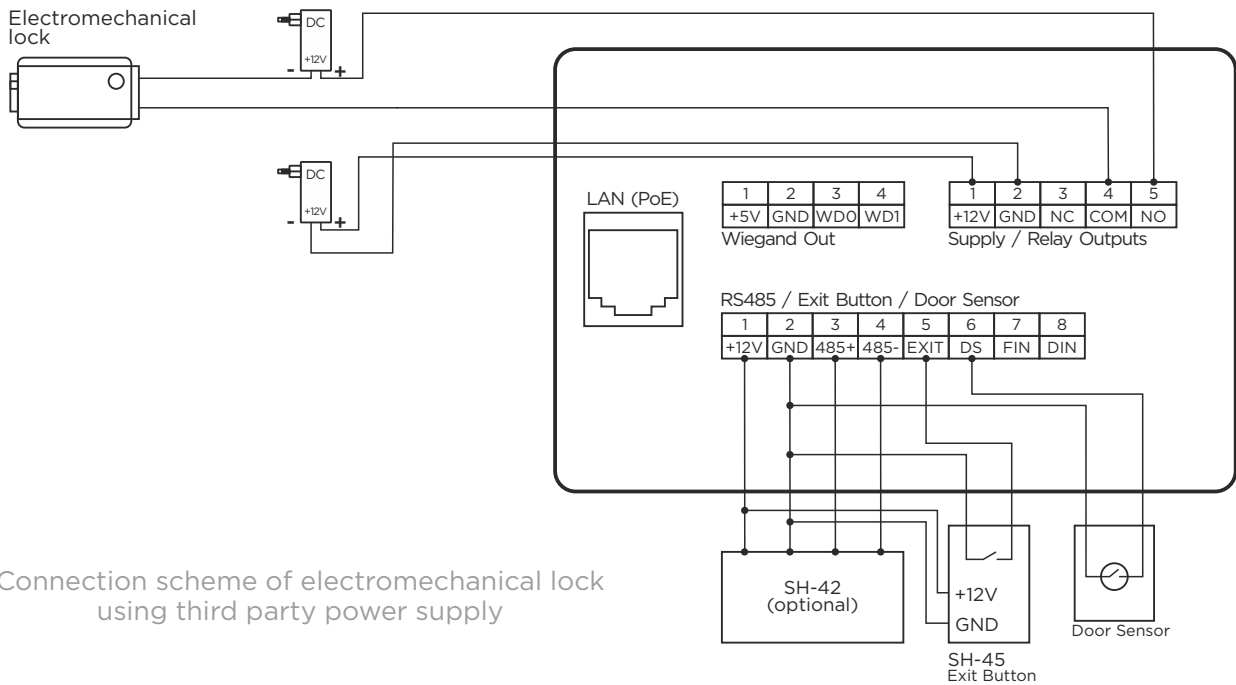 Electromechanical
lock
DC
+12V
- +
DC
+12V
- +
LAN (PoE)
1 2 3 4
+5V GND WD0 WD1
Wiegand Out
1 2 3 4 5
+12V GND NC COM NO
Supply / Relay Outputs
RS485 / Exit Button / Door Sensor
1 2 3 4 5 6 7 8
+12V GND 485+ 485- EXIT DS FIN DIN
SH-42
(optional)
+12V
GND
SH-45
Exit Button
Door Sensor
Connection scheme of electromechanical lock
using third party power supply